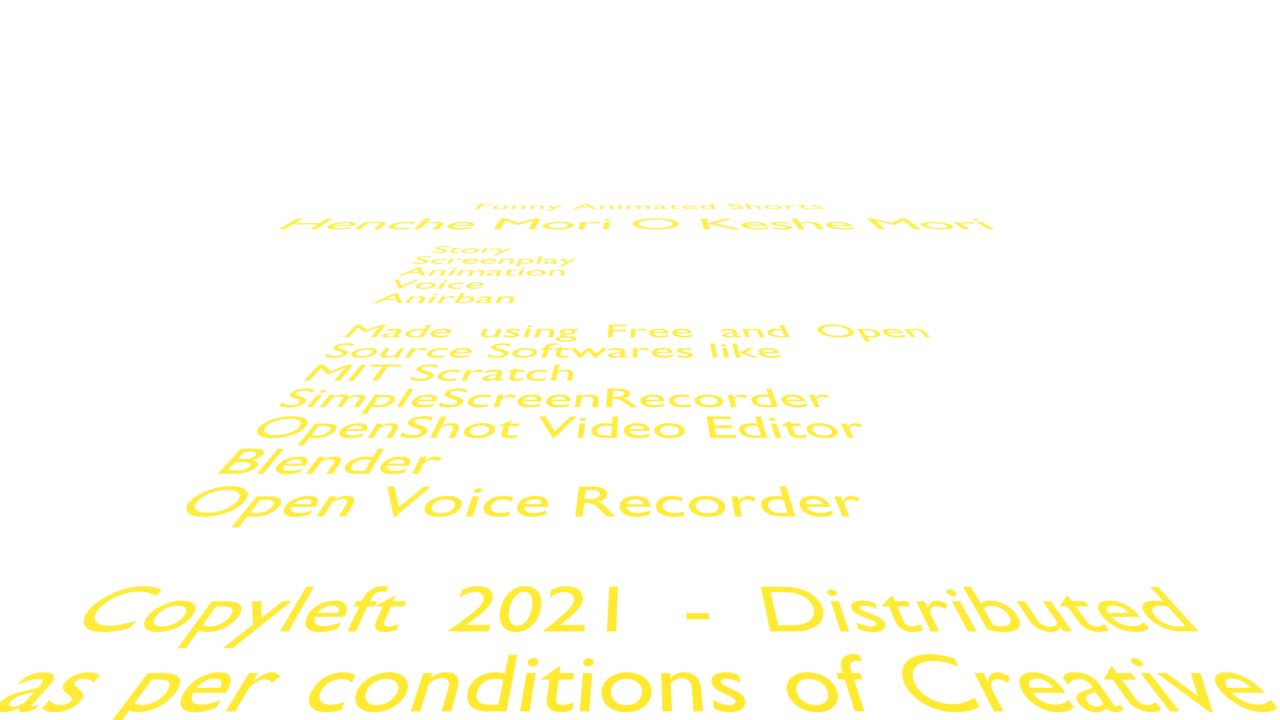 Funny Animated Shorts
Henche Mori O Keshe Mori
Story
Screenplay
Animation
Voice
Anirban
Made using Free and Open
Source Softwares like
MIT Scratch
SimpleScreenRecorder
OpenShot Video Editor
Blender
Open Voice Recorder
Copyleft 2021 - Distributed
as per conditions of Creative